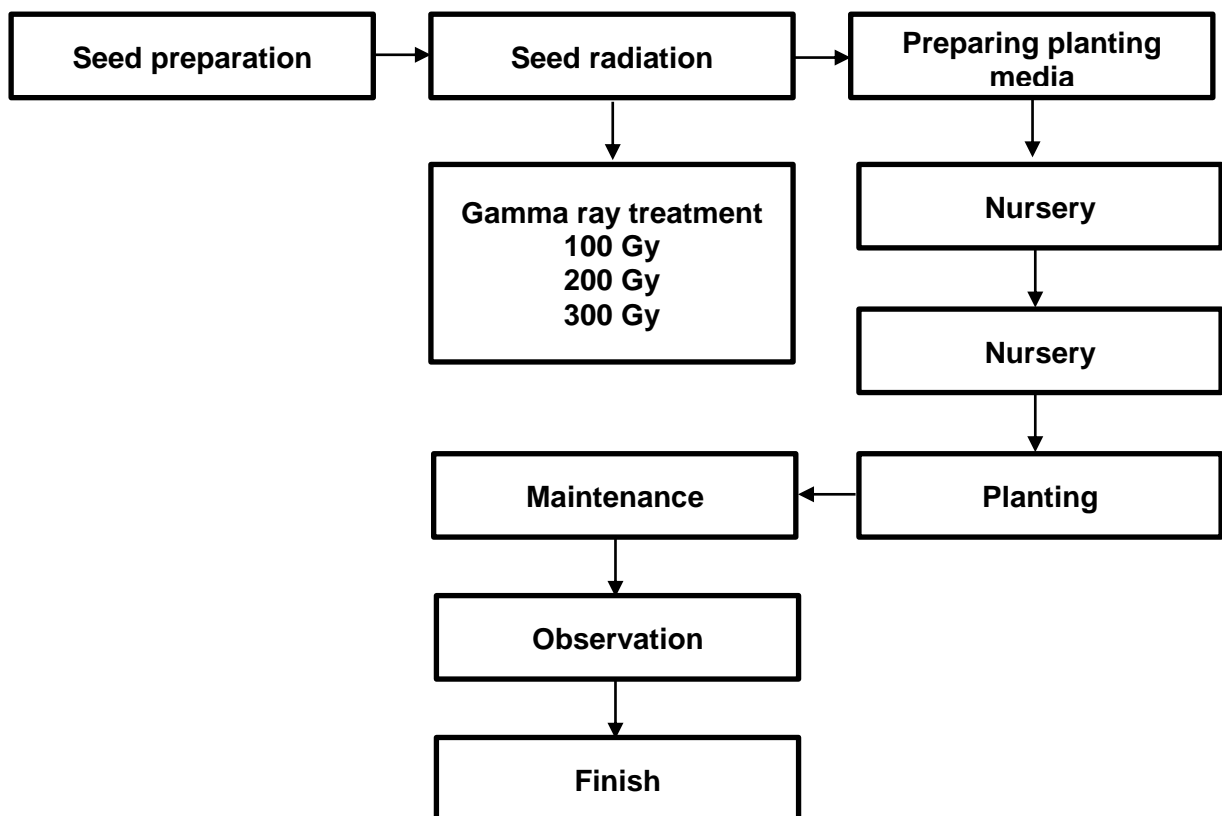 Seed preparation
Seed radiation
Preparing planting
media
Gamma ray treatment
100 Gy
200 Gy
300 Gy
Nursery
Nursery
Planting
Maintenance
Observation
Finish